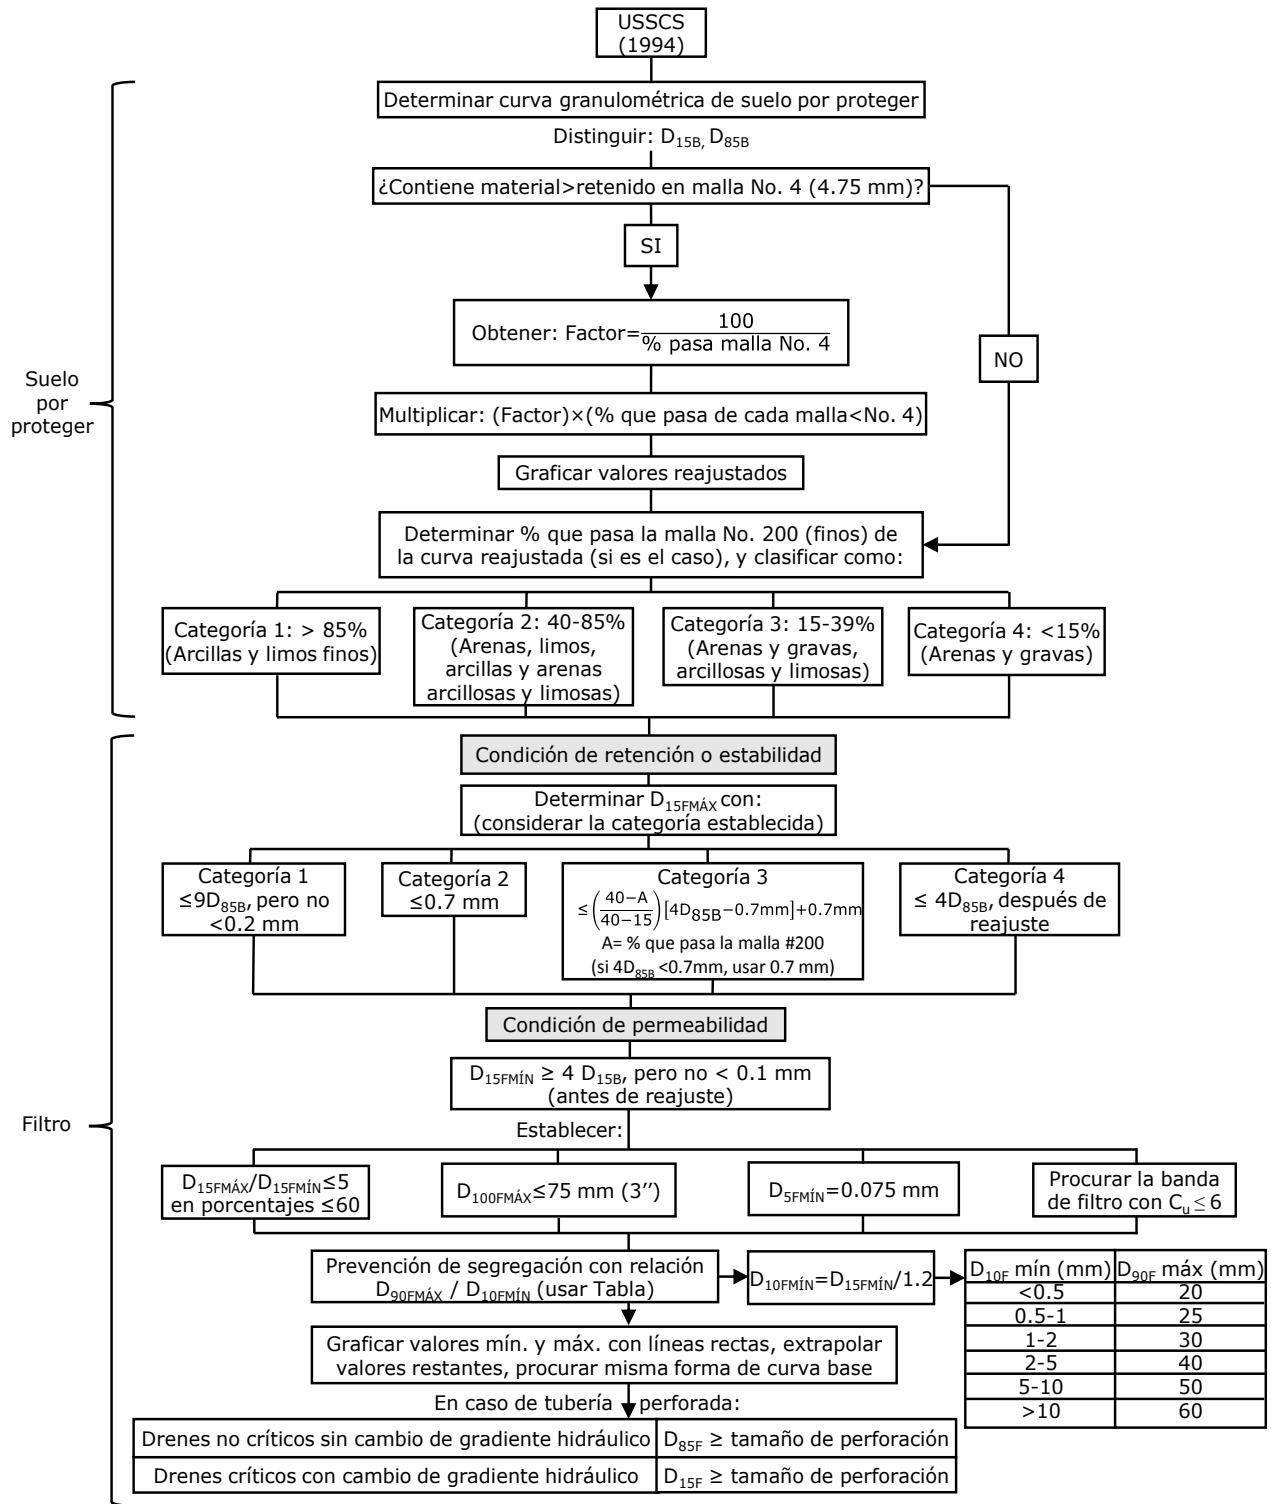 USSCS
(1994)
Determinar curva granulométrica de suelo por proteger
Distinguir: D15B, D85B
¿Contiene material>retenido en malla No. 4 (4.75 mm)?
SI
Obtener: Factor=100/% pasa malla No. 4
NO
Suelo
por
proteger
Multiplicar: (Factor)×(% que pasa de cada malla<No. 4)
Graficar valores reajustados
Determinar % que pasa la malla No. 200 (finos) de
la curva reajustada (si es el caso), y clasificar como:
Categoría 1: > 85%
(Arcillas y limos finos)
Categoría 2: 40-85%
(Arenas, limos,
arcillas y arenas
arcillosas y limosas)
Categoría 3: 15-39%
(Arenas y gravas,
arcillosas y limosas)
Categoría 4: <15%
(Arenas y gravas)
Condición de retención o estabilidad
Determinar D15FMÁX con:
(considerar la categoría establecida)
Categoría 1
≤9D85B, pero no
<0.2 mm
Categoría 2
≤0.7 mm
Categoría 3
≤(40−A/40−15)[4D85B−0.7mm]+0.7mm
A= % que pasa la malla #200
(si 4D85B <0.7mm, usar 0.7 mm)
Categoría 4
≤ 4D85B, después de
reajuste
Condición de permeabilidad
D15FMÍN ≥ 4 D15B, pero no < 0.1 mm
(antes de reajuste)
Filtro
Establecer:
D15FMÁX/D15FMÍN≤5
en porcentajes ≤60
D100FMÁX≤75 mm (3’’)
D5FMÍN=0.075 mm
Procurar la banda
de filtro con Cu ≤ 6
Prevención de segregación con relación
D90FMÁX / D10FMÍN (usar Tabla)
D10FMÍN=D15FMÍN/1.2
D10F mín (mm) D90F máx (mm)
<0.5 20
0.5-1 25
1-2 30
2-5 40
5-10 50
>10 60
Graficar valores mín. y máx. con líneas rectas, extrapolar
valores restantes, procurar misma forma de curva base
En caso de tubería perforada:
Drenes no críticos sin cambio de gradiente hidráulico D85F ≥ tamaño de perforación
Drenes críticos con cambio de gradiente hidráulico D15F ≥ tamaño de perforación